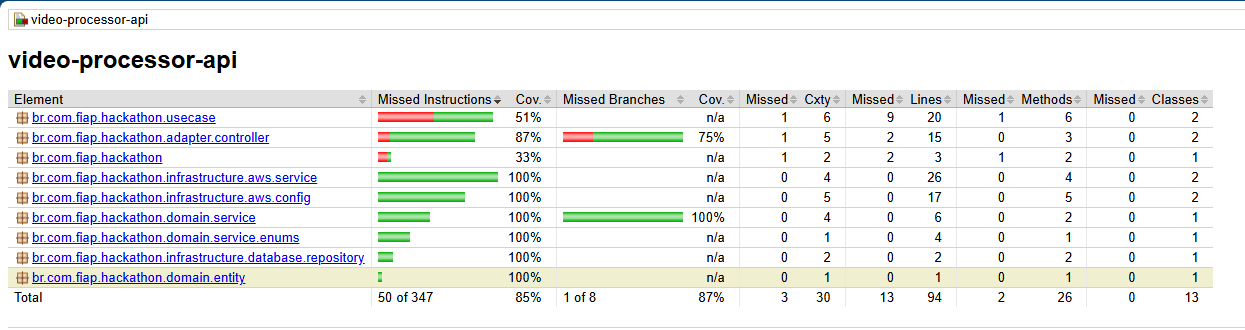 video-processor-api
video-processor-api
Element Missed Instructions Cov. Missed Branches Cov. Missed Cxty Missed Lines Missed Methods Missed Classes
br.com.fiap.hackathon.usecase 51% n/a 1 6 9 20 1 6 0 2
br.com.fiap.hackathon.adapter.controller 87% 75% 1 5 2 15 0 3 0 2
br.com.fiap.hackathon 33% n/a 1 2 2 3 1 2 0 1
br.com.fiap.hackathon.infrastructure.aws.service 100% n/a 0 4 0 26 0 4 0 2
br.com.fiap.hackathon.infrastructure.aws.config 100% n/a 0 5 0 17 0 5 0 2
br.com.fiap.hackathon.domain.service 100% 100% 0 4 0 6 0 2 0 1
br.com.fiap.hackathon.domain.service.enums 100% n/a 0 1 0 4 0 1 0 1
br.com.fiap.hackathon.infrastructure.database.repository 100% n/a 0 2 0 2 0 2 0 1
br.com.fiap.hackathon.domain.entity 100% n/a 0 1 0 1 0 1 0 1
Total 50 of 347 85% 1 of 8 87% 3 30 13 94 2 26 0 13